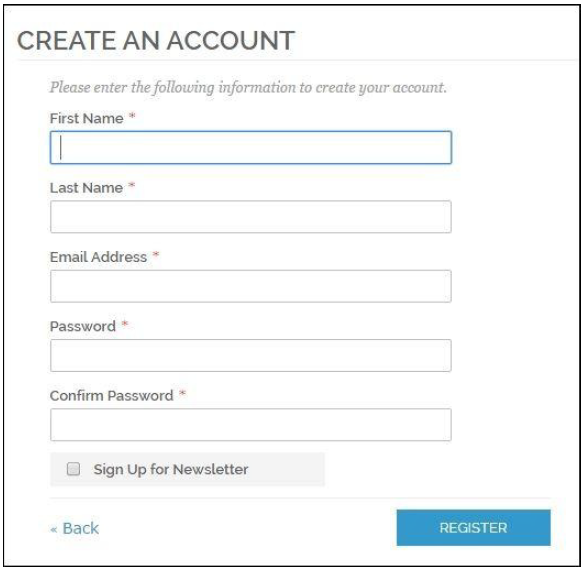 CREATE AN ACCOUNT
Please enter the following information to create your account.
First Name *
Last Name *
Email Address *
Password *
Confirm Password *
Sign Up for Newsletter
« Back
REGISTER